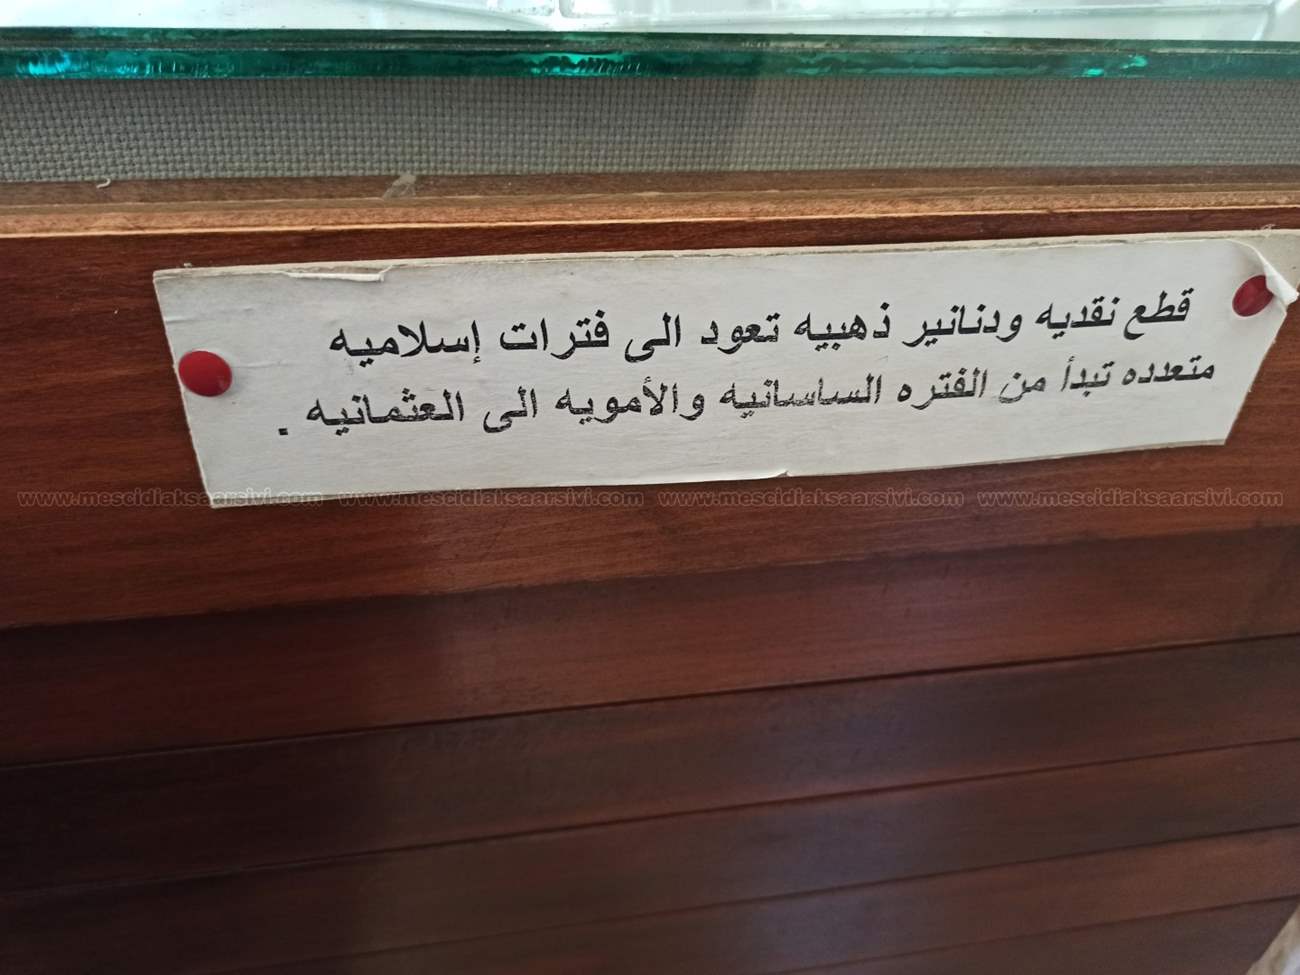 قطع نقديه ودنانير ذهبيه تعود الى فترات إسلاميه
متعدده تبدأ من الفتره الساسانيه والأمويه الى العثمانيه .
www.mescidiaksaarsivi.com www.mescidiaksaarsivi.com www.mescidiaksaarsivi.com www.mescidiaksaarsivi.com